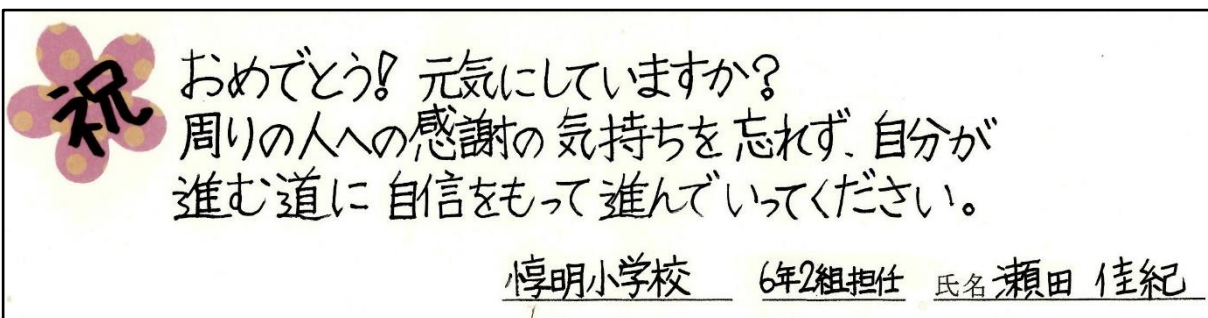 祝
おめでとう! 元気にしていますか?
周りの人への感謝の気持ちを忘れず、自分が
進む道に自信をもって進んでいってください。
惇明小学校 6年2組担任 氏名 瀬田 佳紀